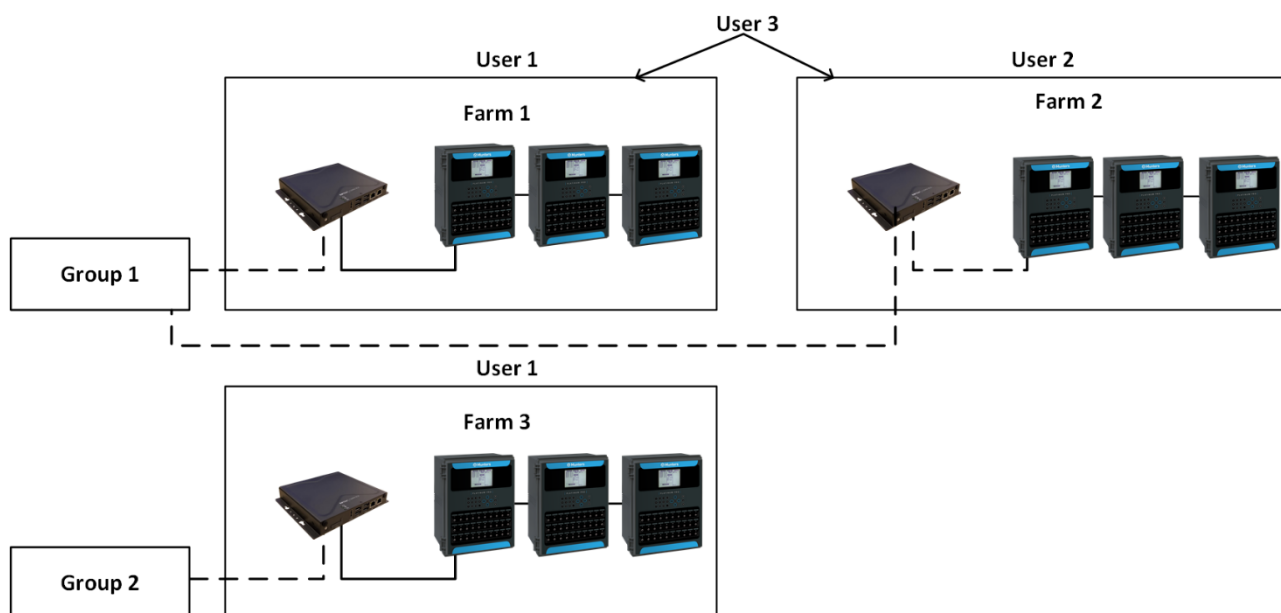 User 3
User 1
User 2
Farm 1
Farm 2
Group 1
User 1
Farm 3
Group 2